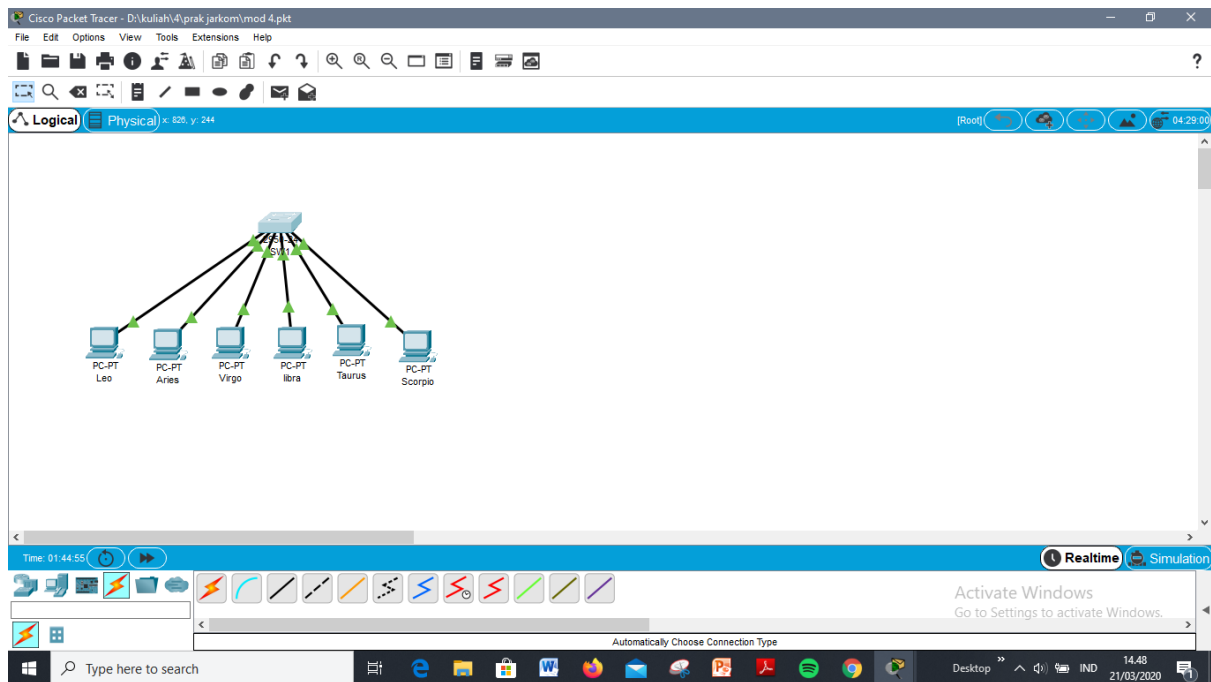 Cisco Packet Tracer - D:\kuliah\4\prak jarkom\mod 4.pkt
File Edit Options View Tools Extensions Help
?
Logical Physical x: 826, y: 244 [Root] 04:29:00
2950-24
SW1
PC-PT PC-PT PC-PT PC-PT PC-PT PC-PT
Leo Aries Virgo libra Taurus Scorpio
Time: 01:44:55 Realtime Simulation
Activate Windows
Go to Settings to activate Windows.
Automatically Choose Connection Type
Type here to search Desktop IND 14.48
21/03/2020